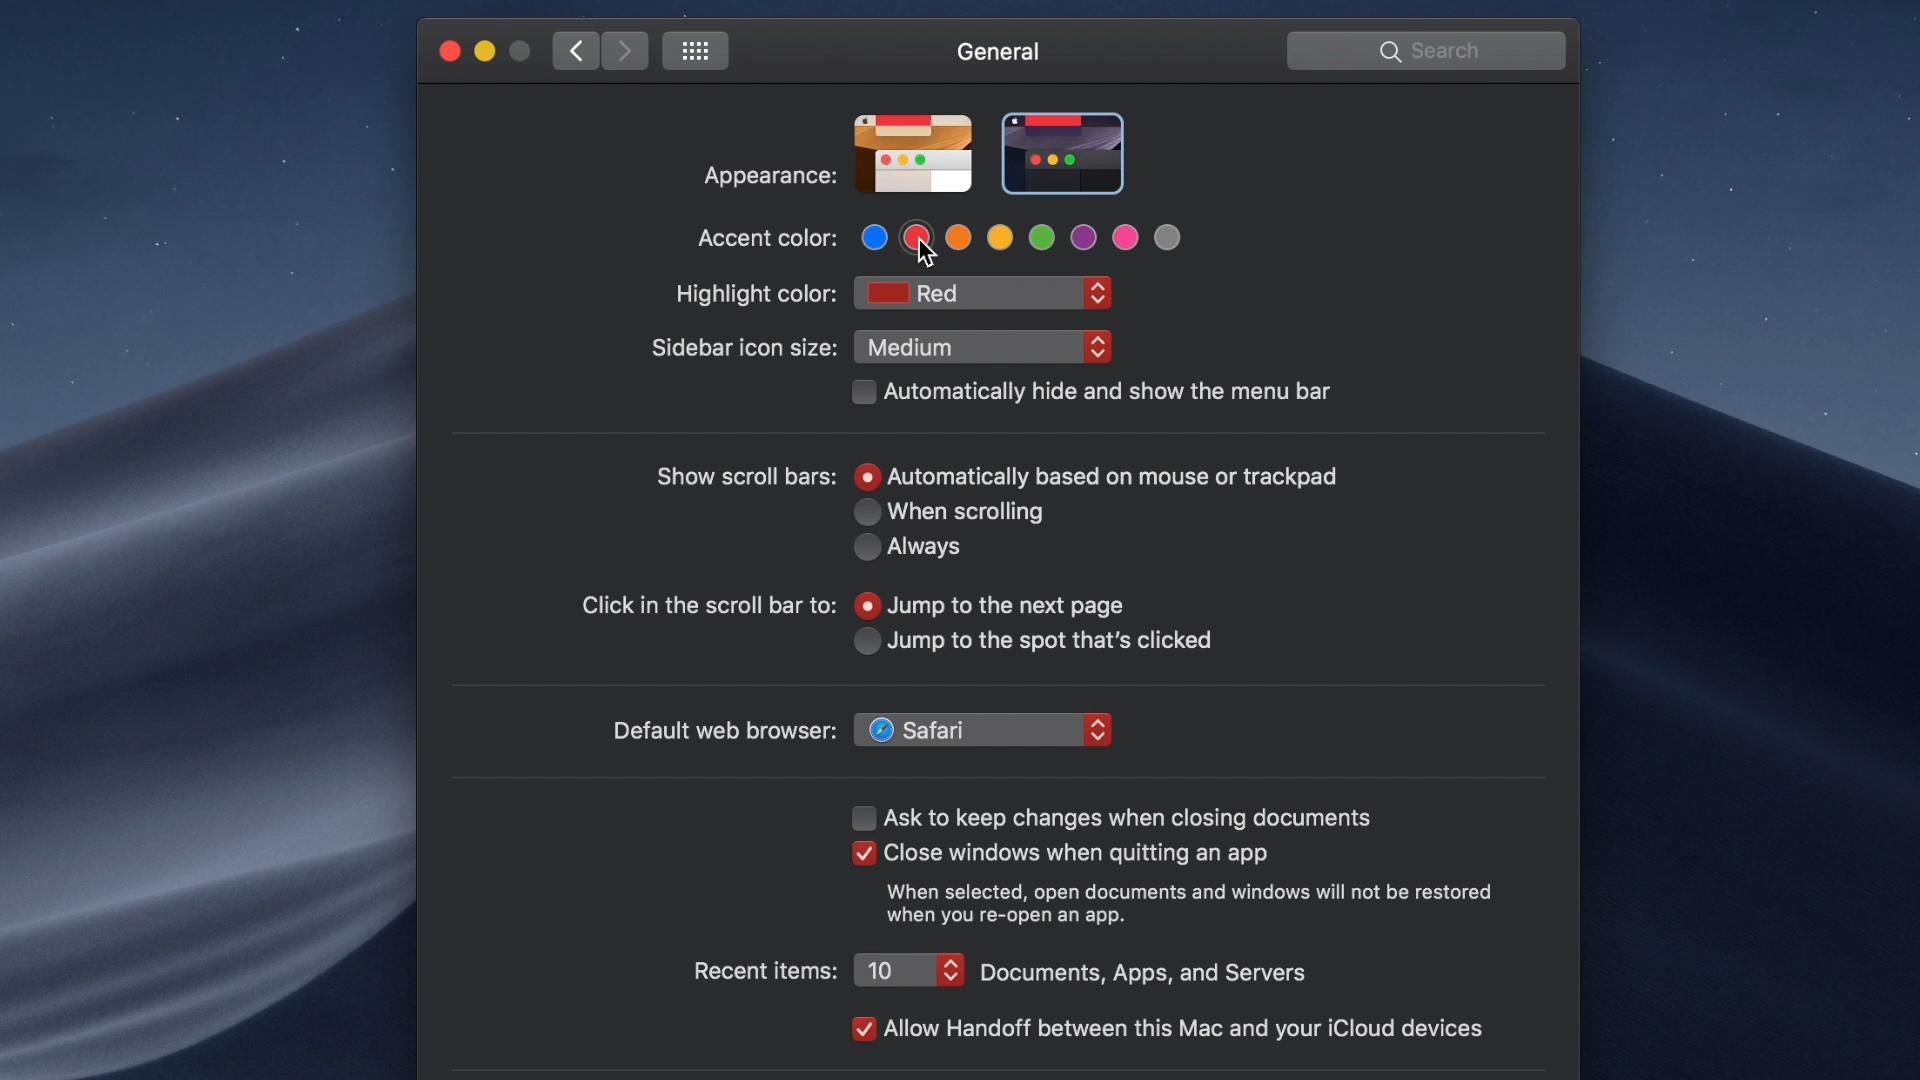 General
Search
Appearance:
Accent color:
Highlight color: Red
Sidebar icon size: Medium
Automatically hide and show the menu bar
Show scroll bars: Automatically based on mouse or trackpad
When scrolling
Always
Click in the scroll bar to: Jump to the next page
Jump to the spot that's clicked
Default web browser: Safari
Ask to keep changes when closing documents
Close windows when quitting an app
When selected, open documents and windows will not be restored
when you re-open an app.
Recent items: 10 Documents, Apps, and Servers
Allow Handoff between this Mac and your iCloud devices